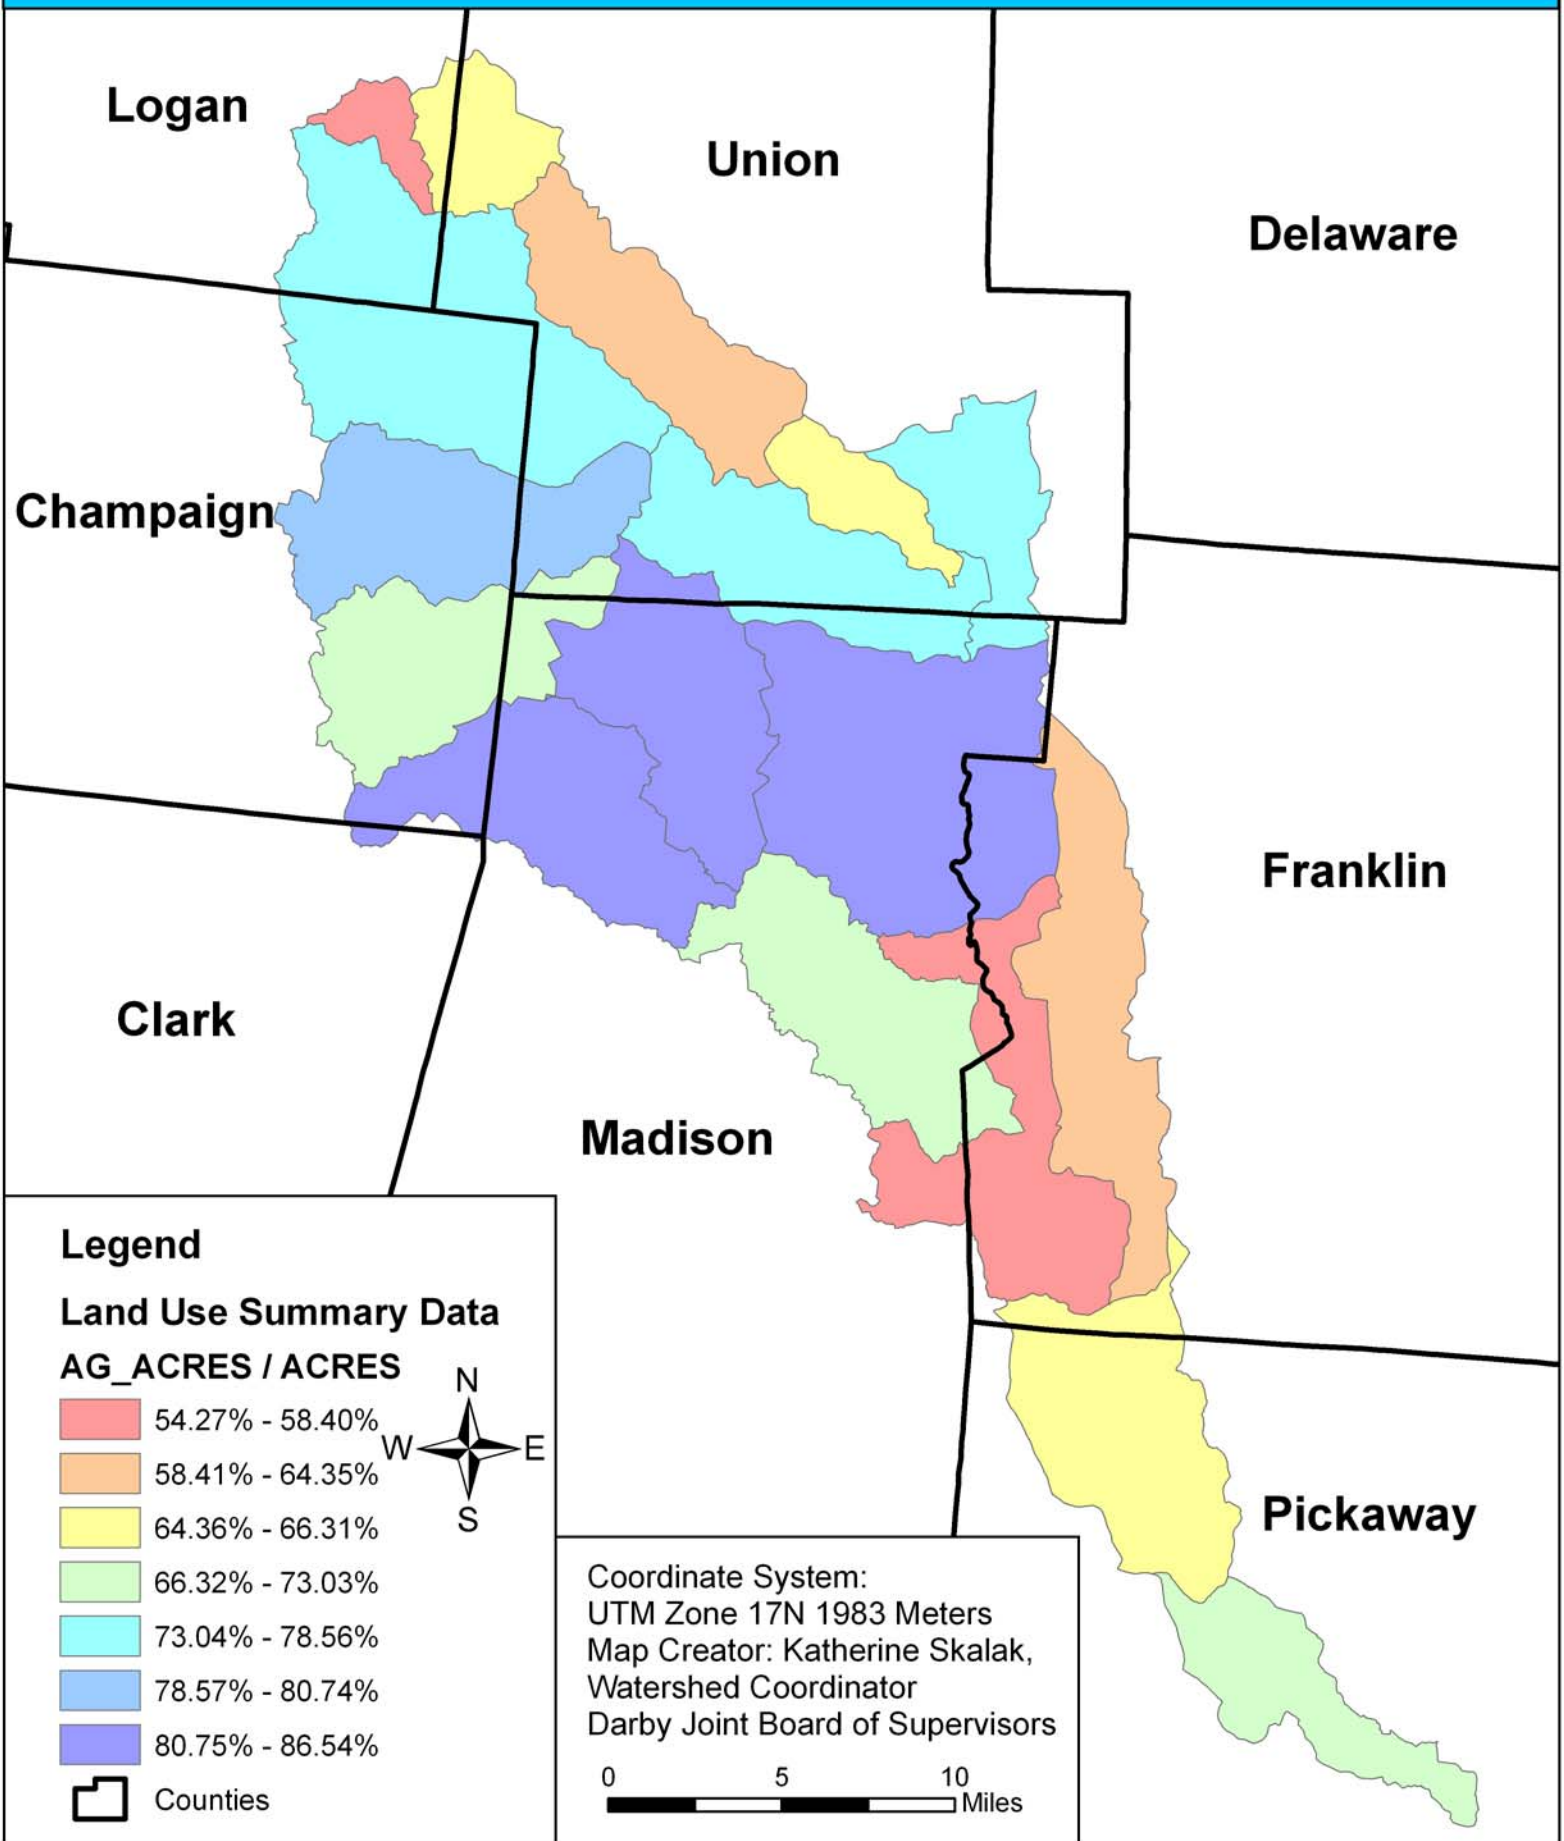 Logan
Union
Delaware
Champaign
Franklin
Clark
Madison
Pickaway
Legend
Land Use Summary Data
AG_ACRES / ACRES
54.27% - 58.40%
58.41% - 64.35%
64.36% - 66.31%
66.32% - 73.03%
73.04% - 78.56%
78.57% - 80.74%
80.75% - 86.54%
Counties
N
W E
S
Coordinate System:
UTM Zone 17N 1983 Meters
Map Creator: Katherine Skalak,
Watershed Coordinator
Darby Joint Board of Supervisors
0 5 10
Miles